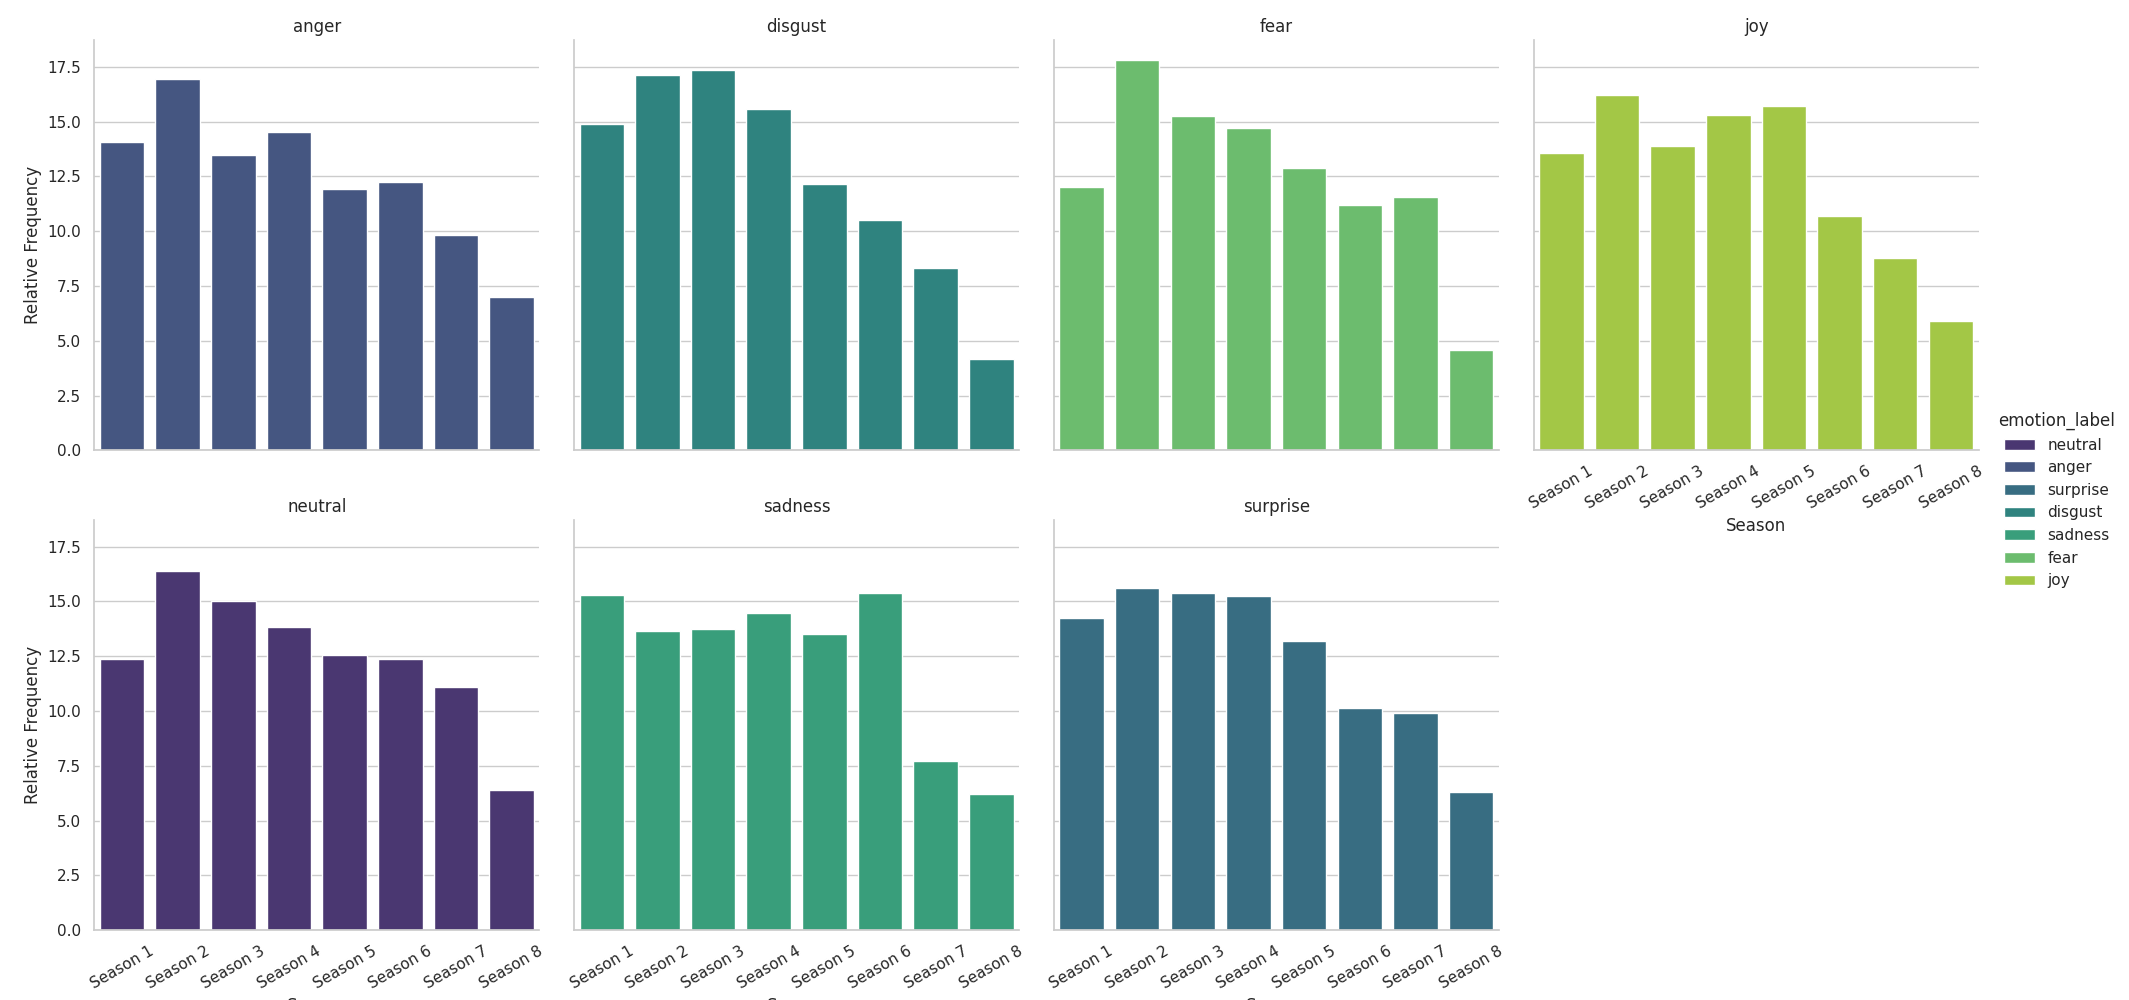 anger
disgust
fear
joy
17.5
15.0
12.5
10.0
7.5
5.0
2.5
0.0
Relative Frequency
Season 1
Season 2
Season 3
Season 4
Season 5
Season 6
Season 7
Season 8
Season
emotion_label
neutral
anger
surprise
disgust
sadness
fear
joy
neutral
sadness
surprise
17.5
15.0
12.5
10.0
7.5
5.0
2.5
0.0
Relative Frequency
Season 1
Season 2
Season 3
Season 4
Season 5
Season 6
Season 7
Season 8
Season 1
Season 2
Season 3
Season 4
Season 5
Season 6
Season 7
Season 8
Season 1
Season 2
Season 3
Season 4
Season 5
Season 6
Season 7
Season 8